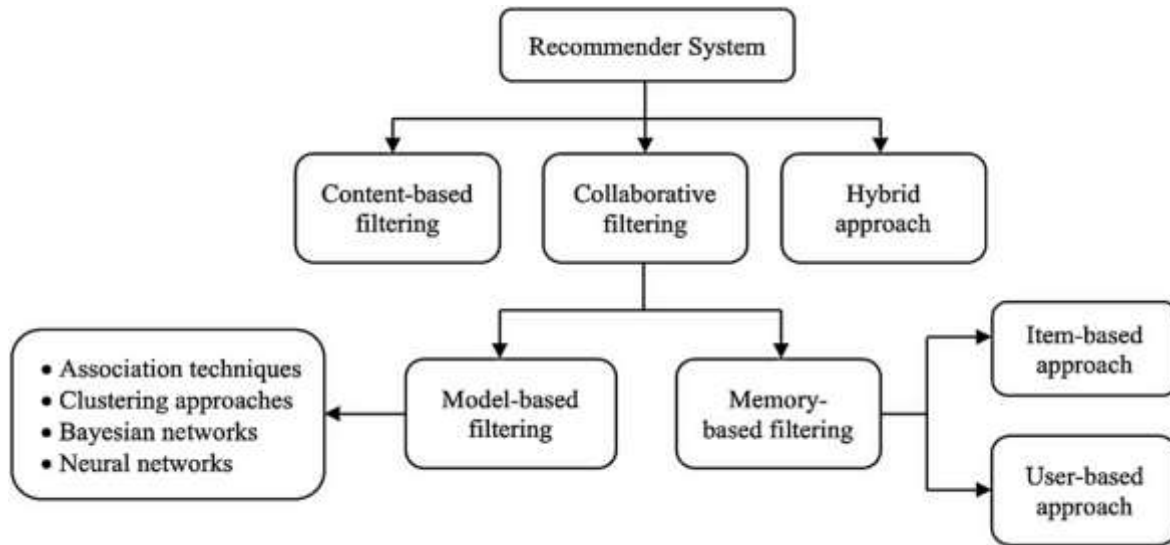 Recommender System
Content-based
filtering
Collaborative
filtering
Hybrid
approach
• Association techniques
• Clustering approaches
• Bayesian networks
• Neural networks
Model-based
filtering
Memory-
based filtering
Item-based
approach
User-based
approach